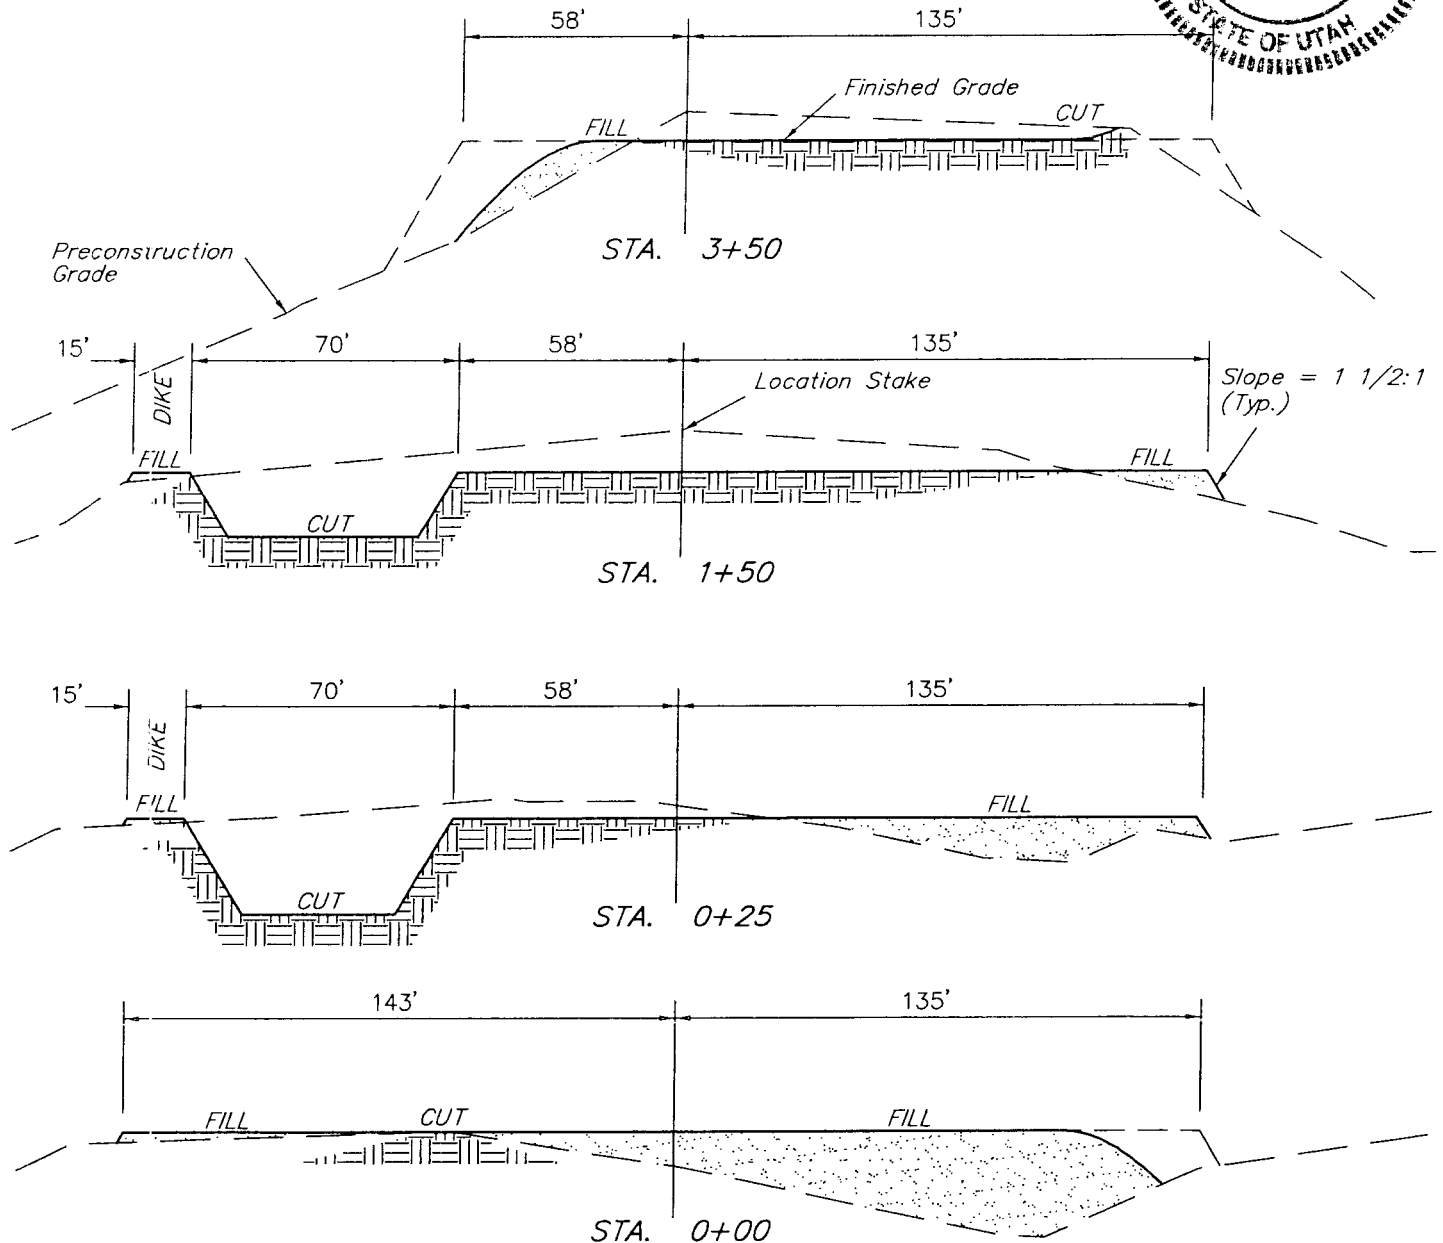 58' 135'
STATE OF UTAH
Finished Grade
CUT
FILL
STA. 3+50
Preconstruction
Grade
15' 70' 58' 135'
DIKE
Location Stake
Slope = 1 1/2:1
(Typ.)
FILL
FILL
CUT
STA. 1+50
15' 70' 58' 135'
DIKE
FILL
FILL
CUT
STA. 0+25
143' 135'
FILL
CUT
FILL
STA. 0+00